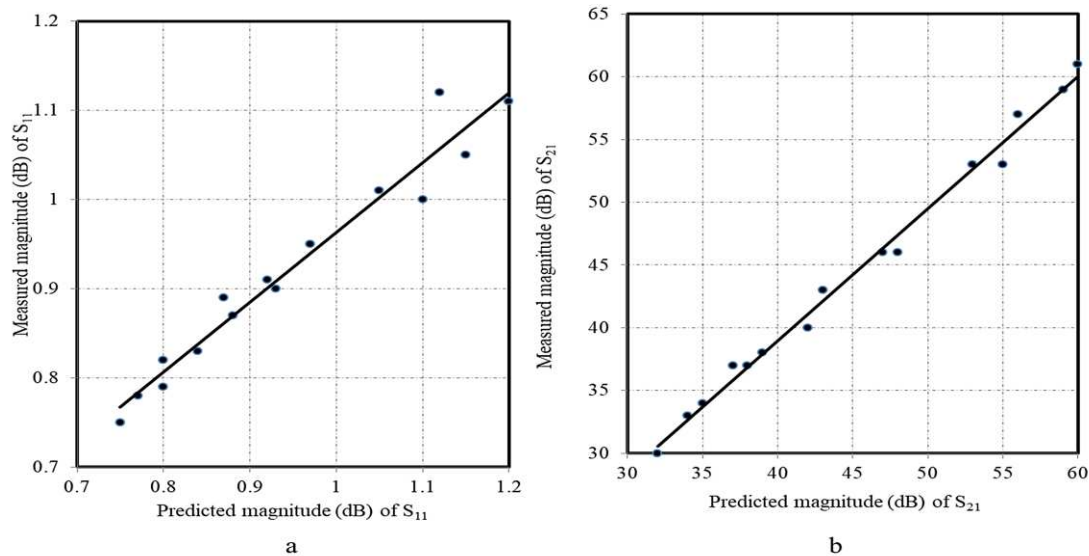 1.2
1.1
1
0.9
0.8
0.7
0.7 0.8 0.9 1 1.1 1.2
Measured magnitude (dB) of S₁₁
Predicted magnitude (dB) of S₁₁
a
65
60
55
50
45
40
35
30
30 35 40 45 50 55 60
Measured magnitude (dB) of S₂₁
Predicted magnitude (dB) of S₂₁
b